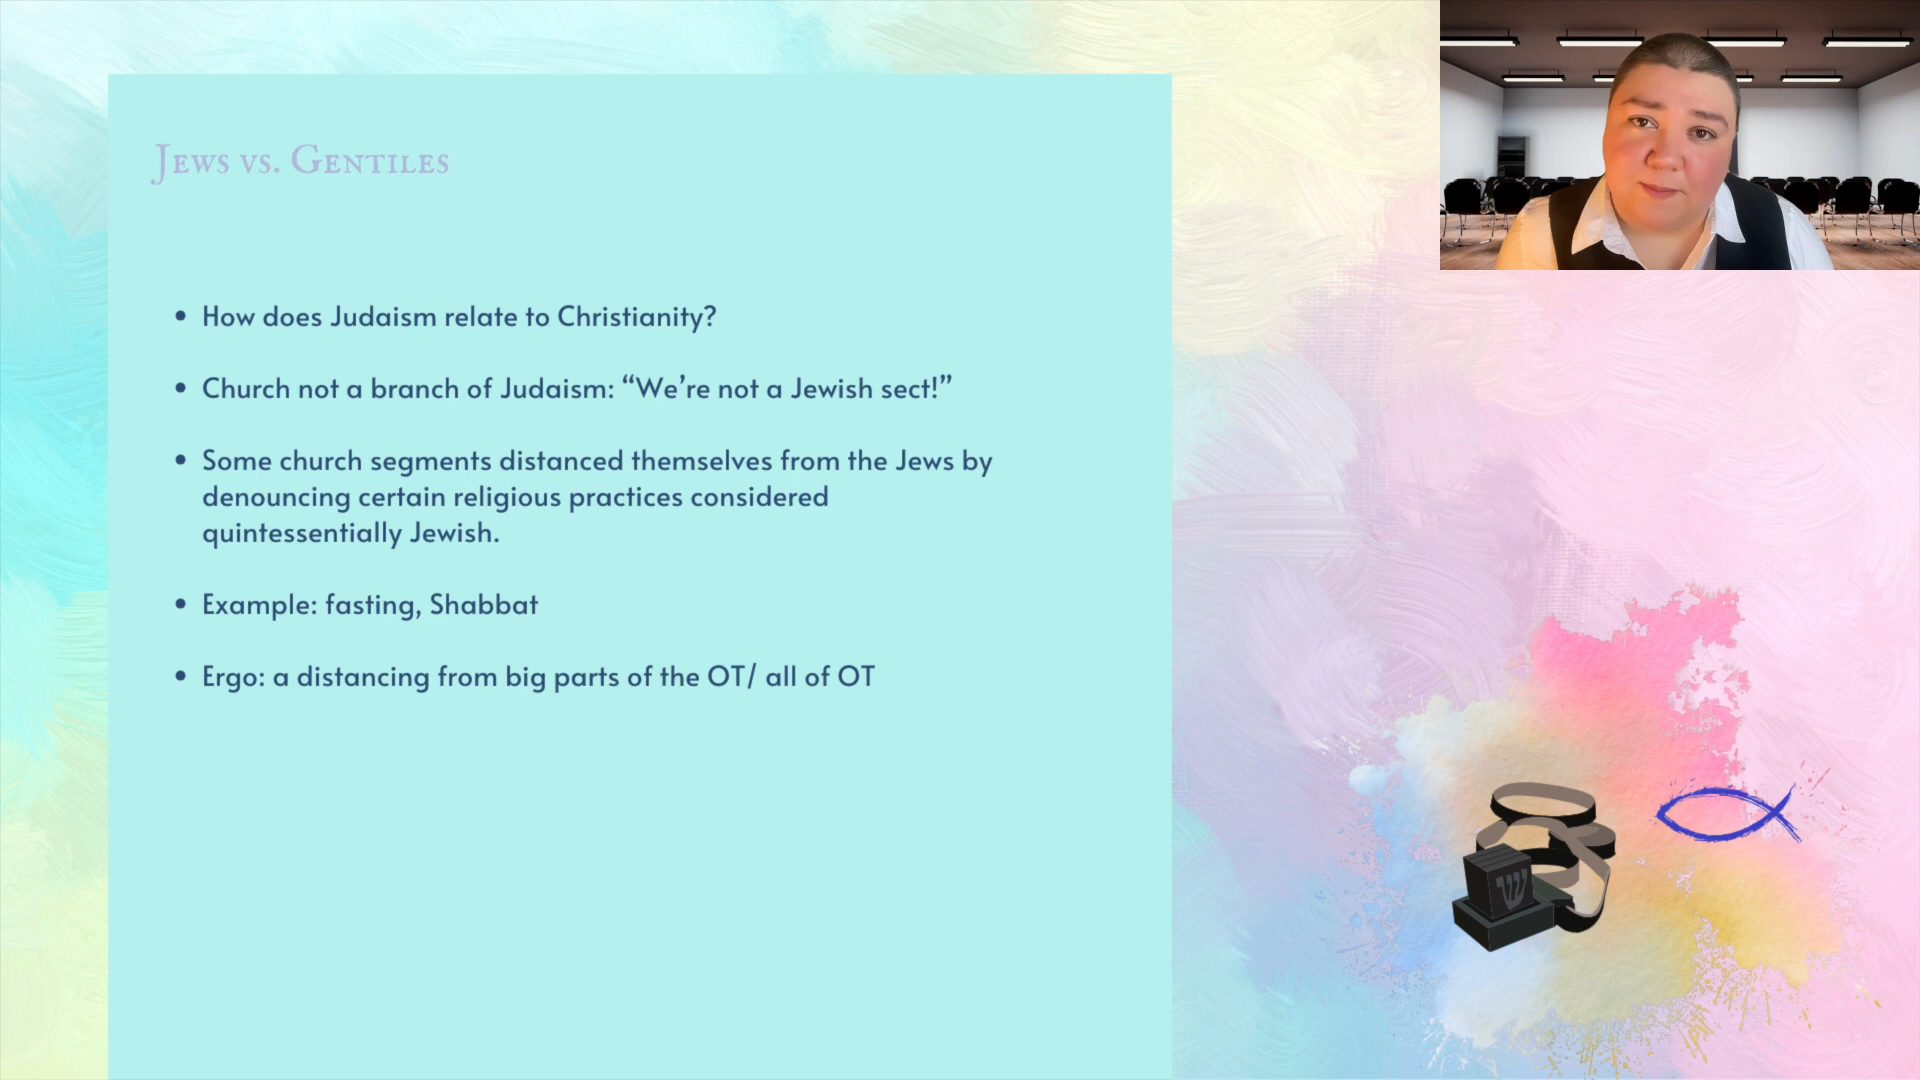 Jews vs. Gentiles
• How does Judaism relate to Christianity?
• Church not a branch of Judaism: “We’re not a Jewish sect!”
• Some church segments distanced themselves from the Jews by
denouncing certain religious practices considered
quintessentially Jewish.
• Example: fasting, Shabbat
• Ergo: a distancing from big parts of the OT/ all of OT
ש